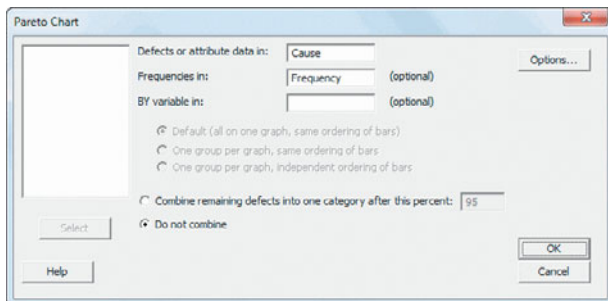 Pareto Chart
Defects or attribute data in: Cause
Options...
Frequencies in: Frequency (optional)
BY variable in: (optional)
Default (all on one graph, same ordering of bars)
One group per graph, same ordering of bars
One group per graph, independent ordering of bars
Combine remaining defects into one category after this percent: 95
Select
Do not combine
OK
Help
Cancel